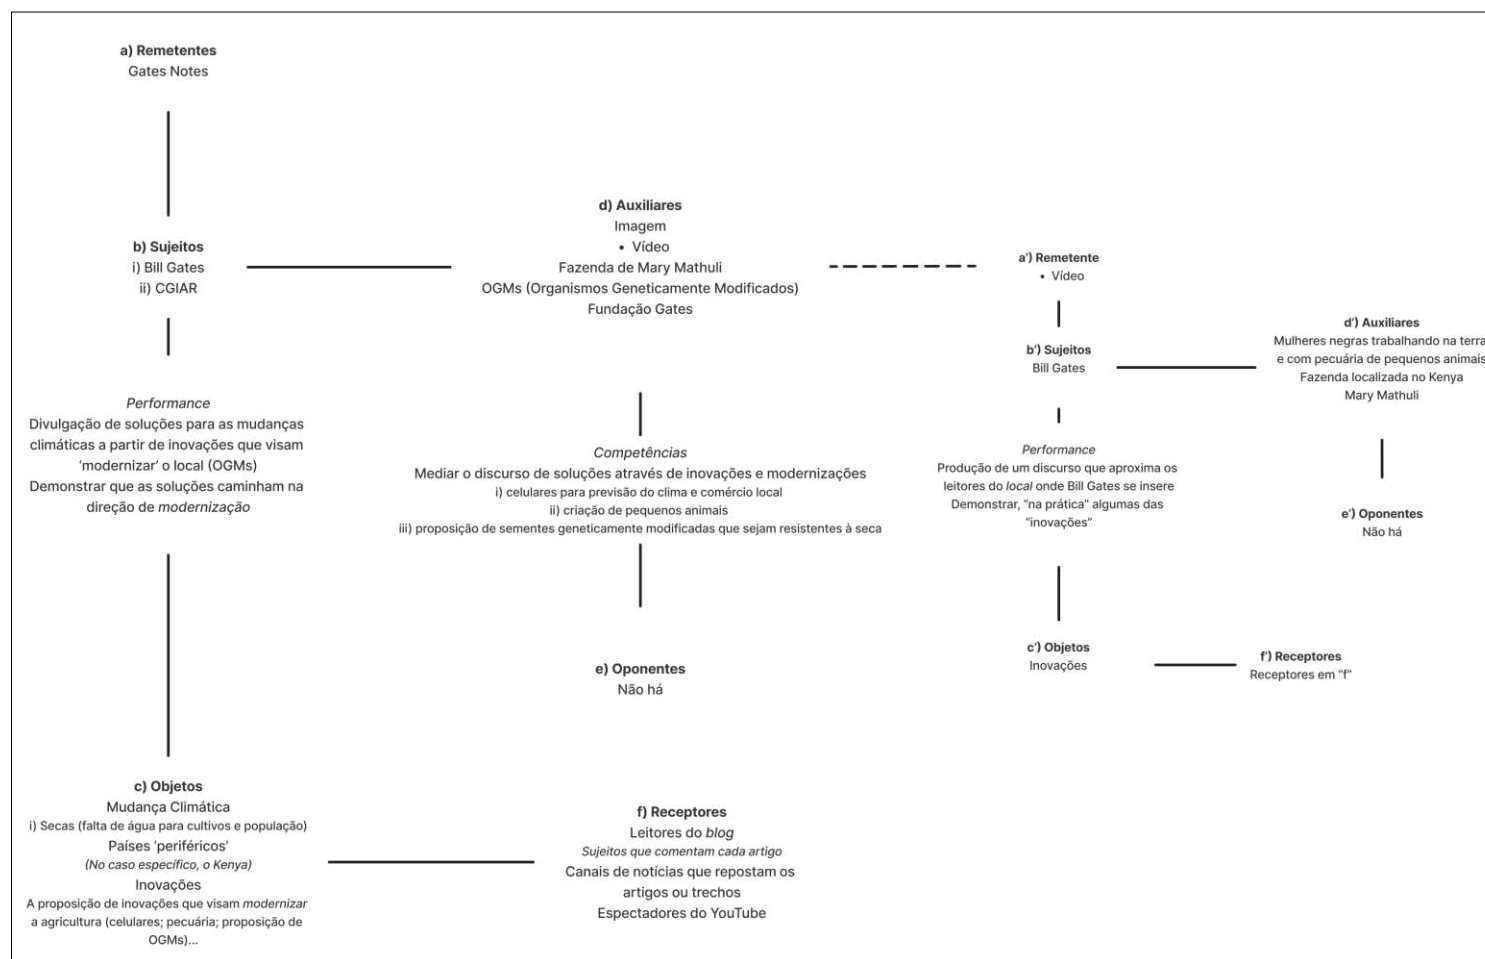 a) Remetentes
Gates Notes
b) Sujeitos
i) Bill Gates
ii) CGIAR
Performance
Divulgação de soluções para as mudanças
climáticas a partir de inovações que visam
‘modernizar’ o local (OGMs)
Demonstrar que as soluções caminham na
direção de modernização
c) Objetos
Mudança Climática
i) Secas (falta de água para cultivos e população)
Países ‘periféricos’
(No caso específico, o Kenya)
Inovações
A proposição de inovações que visam modernizar
a agricultura (celulares; pecuária; proposição de
OGMs)...
d) Auxiliares
Imagem
• Vídeo
Fazenda de Mary Mathuli
OGMs (Organismos Geneticamente Modificados)
Fundação Gates
Competências
Mediar o discurso de soluções através de inovações e modernizações
i) celulares para previsão do clima e comércio local
ii) criação de pequenos animais
iii) proposição de sementes geneticamente modificadas que sejam resistentes à seca
e) Oponentes
Não há
f) Receptores
Leitores do blog
Sujeitos que comentam cada artigo
Canais de notícias que repostam os
artigos ou trechos
Espectadores do YouTube
a’) Remetente
• Vídeo
b’) Sujeitos
Bill Gates
Performance
Produção de um discurso que aproxima os
leitores do local onde Bill Gates se insere
Demonstrar, “na prática” algumas das
“inovações”
c’) Objetos
Inovações
d’) Auxiliares
Mulheres negras trabalhando na terra
e com pecuária de pequenos animais
Fazenda localizada no Kenya
Mary Mathuli
e’) Oponentes
Não há
f’) Receptores
Receptores em “f”